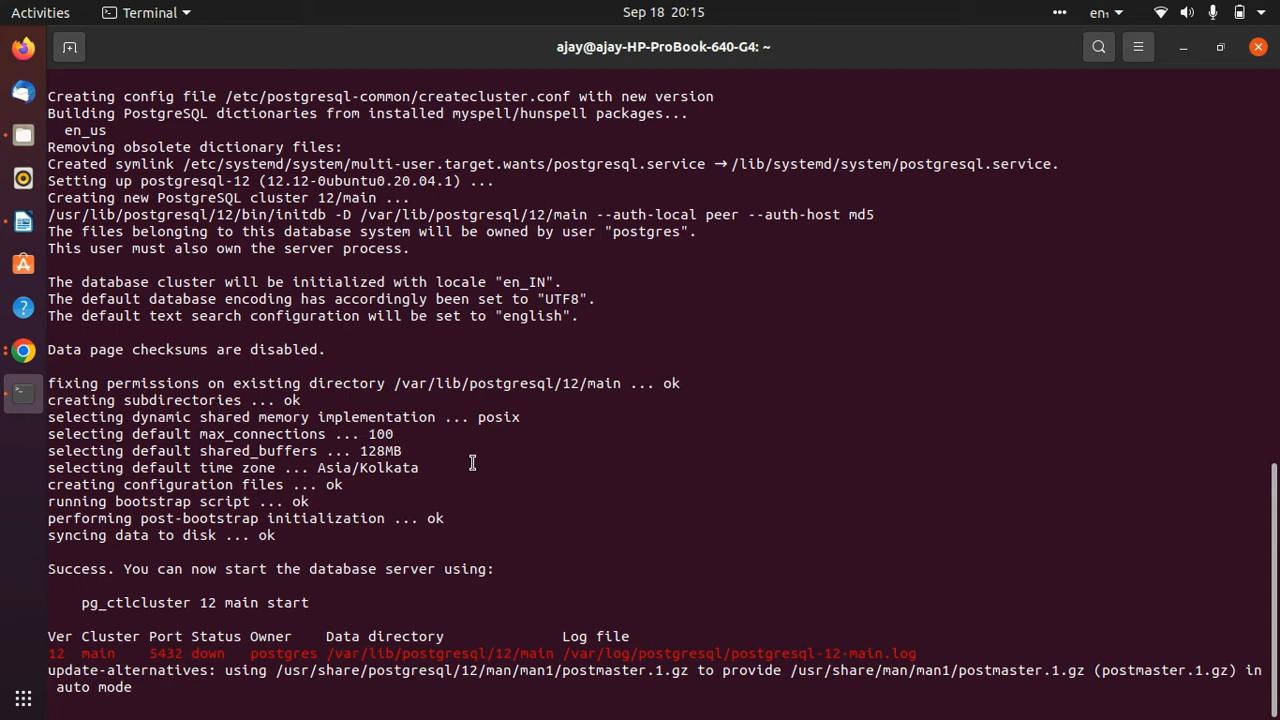 Activities
Terminal
Sep 18 20:15
en₁
ajay@ajay-HP-ProBook-640-G4: ~
Creating config file /etc/postgresql-common/createcluster.conf with new version
Building PostgreSQL dictionaries from installed myspell/hunspell packages...
en_us
Removing obsolete dictionary files:
Created symlink /etc/systemd/system/multi-user.target.wants/postgresql.service → /lib/systemd/system/postgresql.service.
Setting up postgresql-12 (12.12-0ubuntu0.20.04.1) ...
Creating new PostgreSQL cluster 12/main ...
/usr/lib/postgresql/12/bin/initdb -D /var/lib/postgresql/12/main --auth-local peer --auth-host md5
The files belonging to this database system will be owned by user "postgres".
This user must also own the server process.
The database cluster will be initialized with locale "en_IN".
The default database encoding has accordingly been set to "UTF8".
The default text search configuration will be set to "english".
Data page checksums are disabled.
fixing permissions on existing directory /var/lib/postgresql/12/main ... ok
creating subdirectories ... ok
selecting dynamic shared memory implementation ... posix
selecting default max_connections ... 100
selecting default shared_buffers ... 128MB
selecting default time zone ... Asia/Kolkata
creating configuration files ... ok
running bootstrap script ... ok
performing post-bootstrap initialization ... ok
syncing data to disk ... ok
Success. You can now start the database server using:
pg_ctlcluster 12 main start
Ver Cluster Port Status Owner    Data directory              Log file
12  main    5432 down   postgres /var/lib/postgresql/12/main /var/log/postgresql/postgresql-12-main.log
update-alternatives: using /usr/share/postgresql/12/man/man1/postmaster.1.gz to provide /usr/share/man/man1/postmaster.1.gz (postmaster.1.gz) in
auto mode